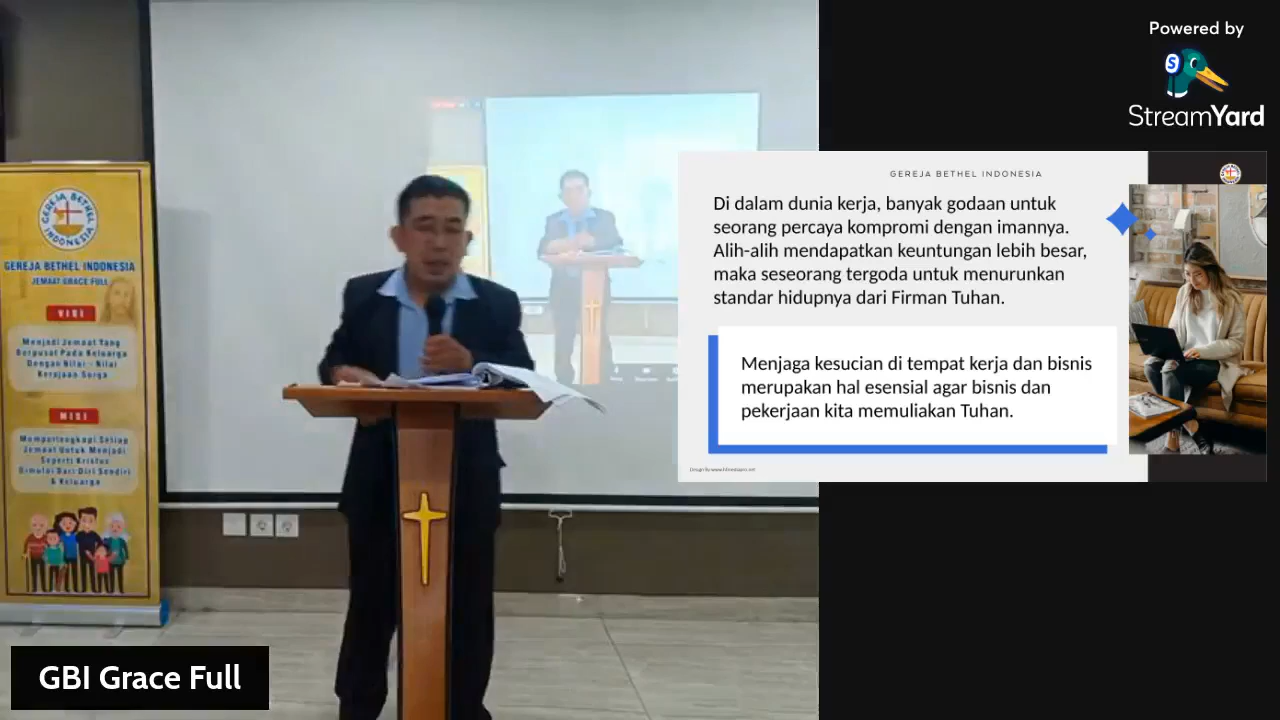 Powered by
StreamYard
GEREJA BETHEL INDONESIA
Di dalam dunia kerja, banyak godaan untuk
seorang percaya kompromi dengan imannya.
Alih-alih mendapatkan keuntungan lebih besar,
maka seseorang tergoda untuk menurunkan
standar hidupnya dari Firman Tuhan.
Menjaga kesucian di tempat kerja dan bisnis
merupakan hal esensial agar bisnis dan
pekerjaan kita memuliakan Tuhan.
GEREJA BETHEL
INDONESIA
GEREJA BETHEL INDONESIA
JEMAAT GRACE FULL
VISI
Menjadi Jemaat Yang
Berpusat Pada Keluarga
Dengan Nilai - Nilai
Kerajaan Sorga
MISI
Memperlengkapi Setiap
Jemaat Untuk Menjadi
Seperti Kristus
Dimulai Dari Diri Sendiri
& Keluarga
GBI Grace Full